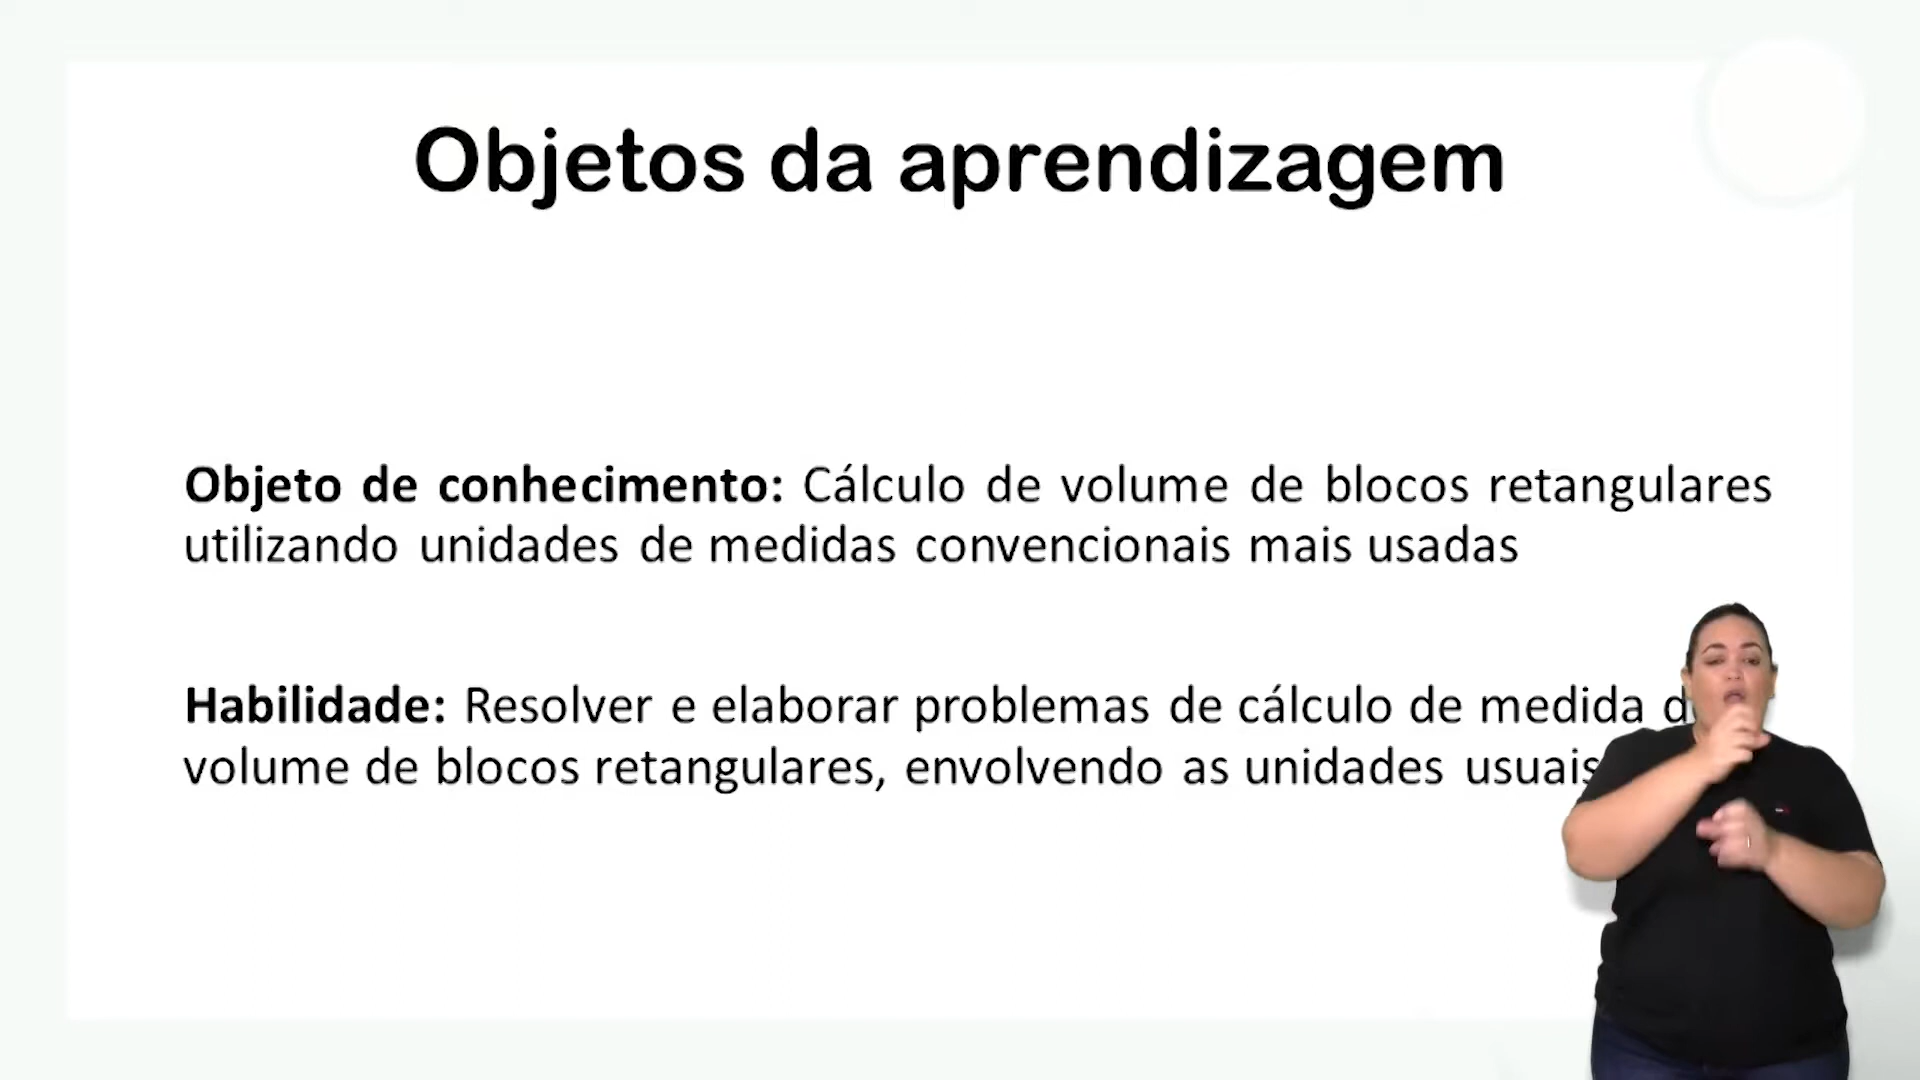 Objetos da aprendizagem
Objeto de conhecimento: Cálculo de volume de blocos retangulares
utilizando unidades de medidas convencionais mais usadas
Habilidade: Resolver e elaborar problemas de cálculo de medida
volume de blocos retangulares, envolvendo as unidades usuais